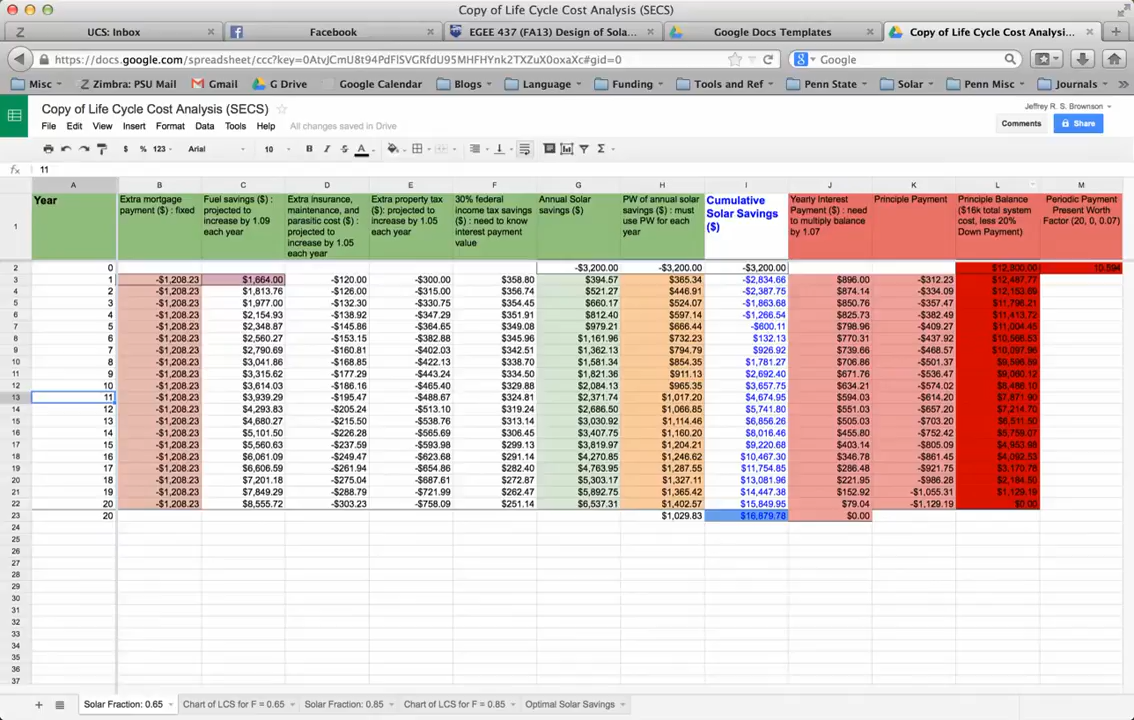 Copy of Life Cycle Cost Analysis (SECS)
UCS: Inbox Facebook EGEE 437 (FA13) Design of Sola... Google Docs Templates Copy of Life Cycle Cost Analysi...
https://docs.google.com/spreadsheet/ccc?key=0AtvJCmU8t94PdFlSVGRfdU95MHFHYnk2TXZuX0oxaXc#gid=0 Google
Misc Zimbra: PSU Mail Gmail G Drive Google Calendar Blogs Language Funding Tools and Ref Penn State Solar Penn Misc Journals
Copy of Life Cycle Cost Analysis (SECS) Jeffrey R. S. Brownson
File Edit View Insert Format Data Tools Help All changes saved in Drive Comments Share
$ % 123 Arial 10 B I S A Σ
fx 11
A B C D E F G H I J K L M
1 Year
Extra mortgage payment ($) : fixed
Fuel savings ($) : projected to increase by 1.09 each year
Extra insurance, maintenance, and parasitic cost ($) : projected to increase by 1.05 each year
Extra property tax ($): projected to increase by 1.05 each year
30% federal income tax savings ($) : need to know interest payment value
Annual Solar savings ($)
PW of annual solar savings ($) : must use PW for each year
Cumulative Solar Savings ($)
Yearly Interest Payment ($) : need to multiply balance by 1.07
Principle Payment
Principle Balance ($16k total system cost, less 20% Down Payment)
Periodic Payment Present Worth Factor (20, 0, 0.07)
2 0 -$3,200.00 -$3,200.00 -$3,200.00 $12,800.00 10.594
3 1 -$1,208.23 $1,664.00 -$120.00 -$300.00 $358.80 $394.57 $365.34 -$2,834.66 $896.00 -$312.23 $12,487.77
4 2 -$1,208.23 $1,813.76 -$126.00 -$315.00 $356.74 $521.27 $446.91 -$2,387.75 $874.14 -$334.09 $12,153.69
5 3 -$1,208.23 $1,977.00 -$132.30 -$330.75 $354.45 $660.17 $524.07 -$1,863.68 $850.76 -$357.47 $11,796.21
6 4 -$1,208.23 $2,154.93 -$138.92 -$347.29 $351.91 $812.40 $597.14 -$1,266.54 $825.73 -$382.49 $11,413.72
7 5 -$1,208.23 $2,348.87 -$145.86 -$364.65 $349.08 $979.21 $666.44 -$600.11 $798.96 -$409.27 $11,004.45
8 6 -$1,208.23 $2,560.27 -$153.15 -$382.88 $345.96 $1,161.96 $732.23 $132.13 $770.31 -$437.92 $10,566.53
9 7 -$1,208.23 $2,790.69 -$160.81 -$402.03 $342.51 $1,362.13 $794.79 $926.92 $739.66 -$468.57 $10,097.96
10 8 -$1,208.23 $3,041.86 -$168.85 -$422.13 $338.70 $1,581.34 $854.35 $1,781.27 $706.86 -$501.37 $9,596.59
11 9 -$1,208.23 $3,315.62 -$177.29 -$443.24 $334.50 $1,821.36 $911.13 $2,692.40 $671.76 -$536.47 $9,060.12
12 10 -$1,208.23 $3,614.03 -$186.16 -$465.40 $329.88 $2,084.13 $965.35 $3,657.75 $634.21 -$574.02 $8,486.10
13 11 -$1,208.23 $3,939.29 -$195.47 -$488.67 $324.81 $2,371.74 $1,017.20 $4,674.95 $594.03 -$614.20 $7,871.90
14 12 -$1,208.23 $4,293.83 -$205.24 -$513.10 $319.24 $2,686.50 $1,066.85 $5,741.80 $551.03 -$657.20 $7,214.70
15 13 -$1,208.23 $4,680.27 -$215.50 -$538.76 $313.14 $3,030.92 $1,114.46 $6,856.26 $505.03 -$703.20 $6,511.50
16 14 -$1,208.23 $5,101.50 -$226.28 -$565.69 $306.45 $3,407.75 $1,160.20 $8,016.46 $455.80 -$752.42 $5,759.07
17 15 -$1,208.23 $5,560.63 -$237.59 -$593.98 $299.13 $3,819.97 $1,204.21 $9,220.68 $403.14 -$805.09 $4,953.98
18 16 -$1,208.23 $6,061.09 -$249.47 -$623.68 $291.14 $4,270.85 $1,246.62 $10,467.30 $346.78 -$861.45 $4,092.53
19 17 -$1,208.23 $6,606.59 -$261.94 -$654.86 $282.40 $4,763.95 $1,287.55 $11,754.85 $286.48 -$921.75 $3,170.78
20 18 -$1,208.23 $7,201.18 -$275.04 -$687.61 $272.87 $5,303.17 $1,327.11 $13,081.96 $221.95 -$986.28 $2,184.50
21 19 -$1,208.23 $7,849.29 -$288.79 -$721.99 $262.47 $5,892.75 $1,365.42 $14,447.38 $152.92 -$1,055.31 $1,129.19
22 20 -$1,208.23 $8,555.72 -$303.23 -$758.09 $251.14 $6,537.31 $1,402.57 $15,849.95 $79.04 -$1,129.19 $0.00
23 20 $1,029.83 $16,879.78 $0.00
24
25
26
27
28
29
30
31
32
33
34
35
36
37
Solar Fraction: 0.65 Chart of LCS for F = 0.65 Solar Fraction: 0.85 Chart of LCS for F = 0.85 Optimal Solar Savings